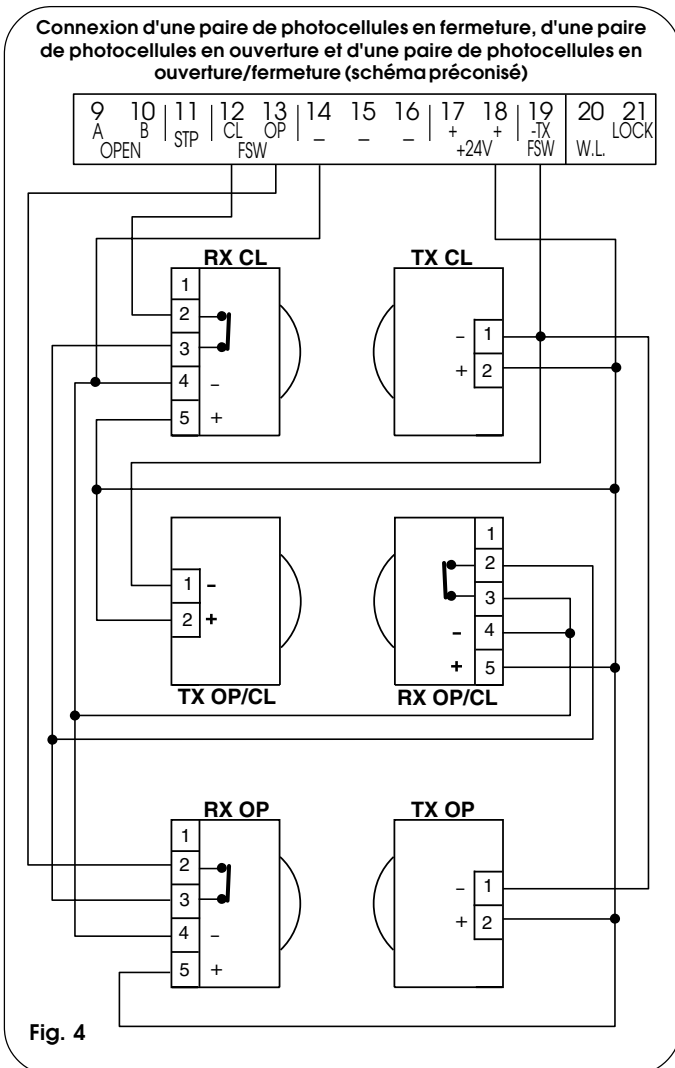 Connexion d'une paire de photocellules en fermeture, d'une paire
de photocellules en ouverture et d'une paire de photocellules en
ouverture/fermeture (schéma préconisé)
9 10 11 12 13 14 15 16 17 18 19 20 21
A B STP CL OP _ _ _ + + -TX LOCK
OPEN FSW +24V FSW W.L.
RX CL TX CL
1
2
3
4 –
5 +
– 1
+ 2
1 –
2 +
1
2
3
– 4
+ 5
TX OP/CL RX OP/CL
RX OP TX OP
1
2
3
4 –
5 +
– 1
+ 2
Fig. 4